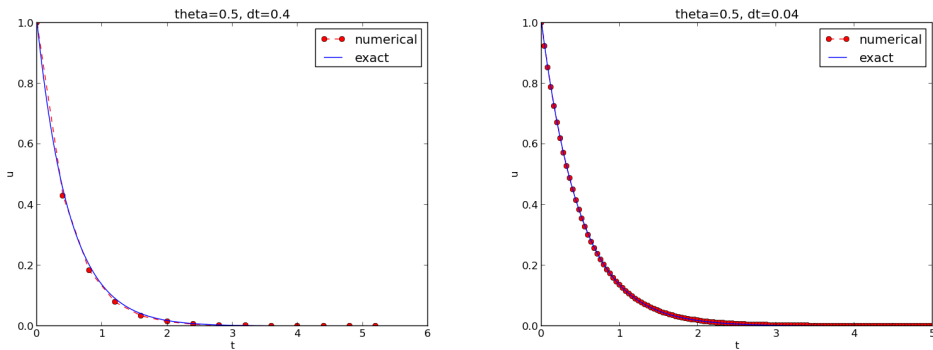 theta=0.5, dt=0.4
1.0
0.8
0.6
0.4
0.2
0.0
u
0 1 2 3 4 5 6
t
numerical
exact
theta=0.5, dt=0.04
1.0
0.8
0.6
0.4
0.2
0.0
u
0 1 2 3 4 5
t
numerical
exact